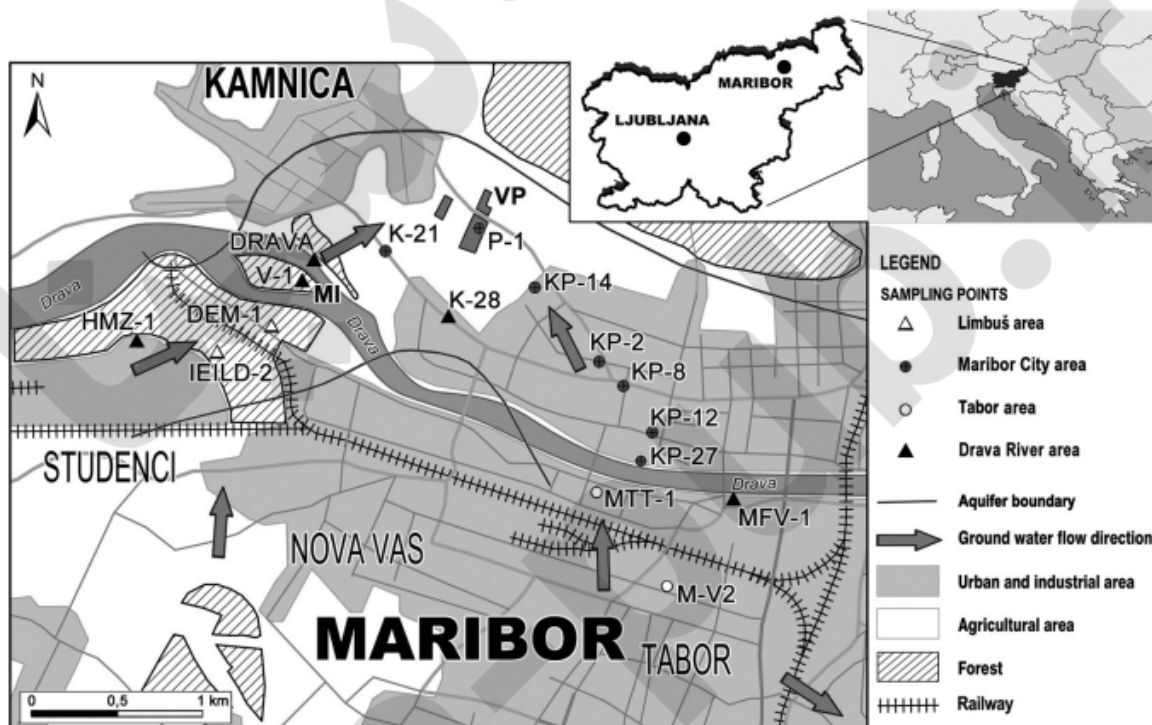 N
KAMNICA
VP
P-1
K-21
DRAVA
V-1
MI
KP-14
K-28
Drava
HMZ-1
DEM-1
Drava
KP-2
IEILD-2
KP-8
KP-12
STUDENCI
KP-27
Drava
MTT-1
MFV-1
NOVA VAS
M-V2
MARIBOR
TABOR
0 0,5 1 km
MARIBOR
LJUBLJANA
LEGEND
SAMPLING POINTS
Limbuš area
Maribor City area
Tabor area
Drava River area
Aquifer boundary
Ground water flow direction
Urban and industrial area
Agricultural area
Forest
Railway